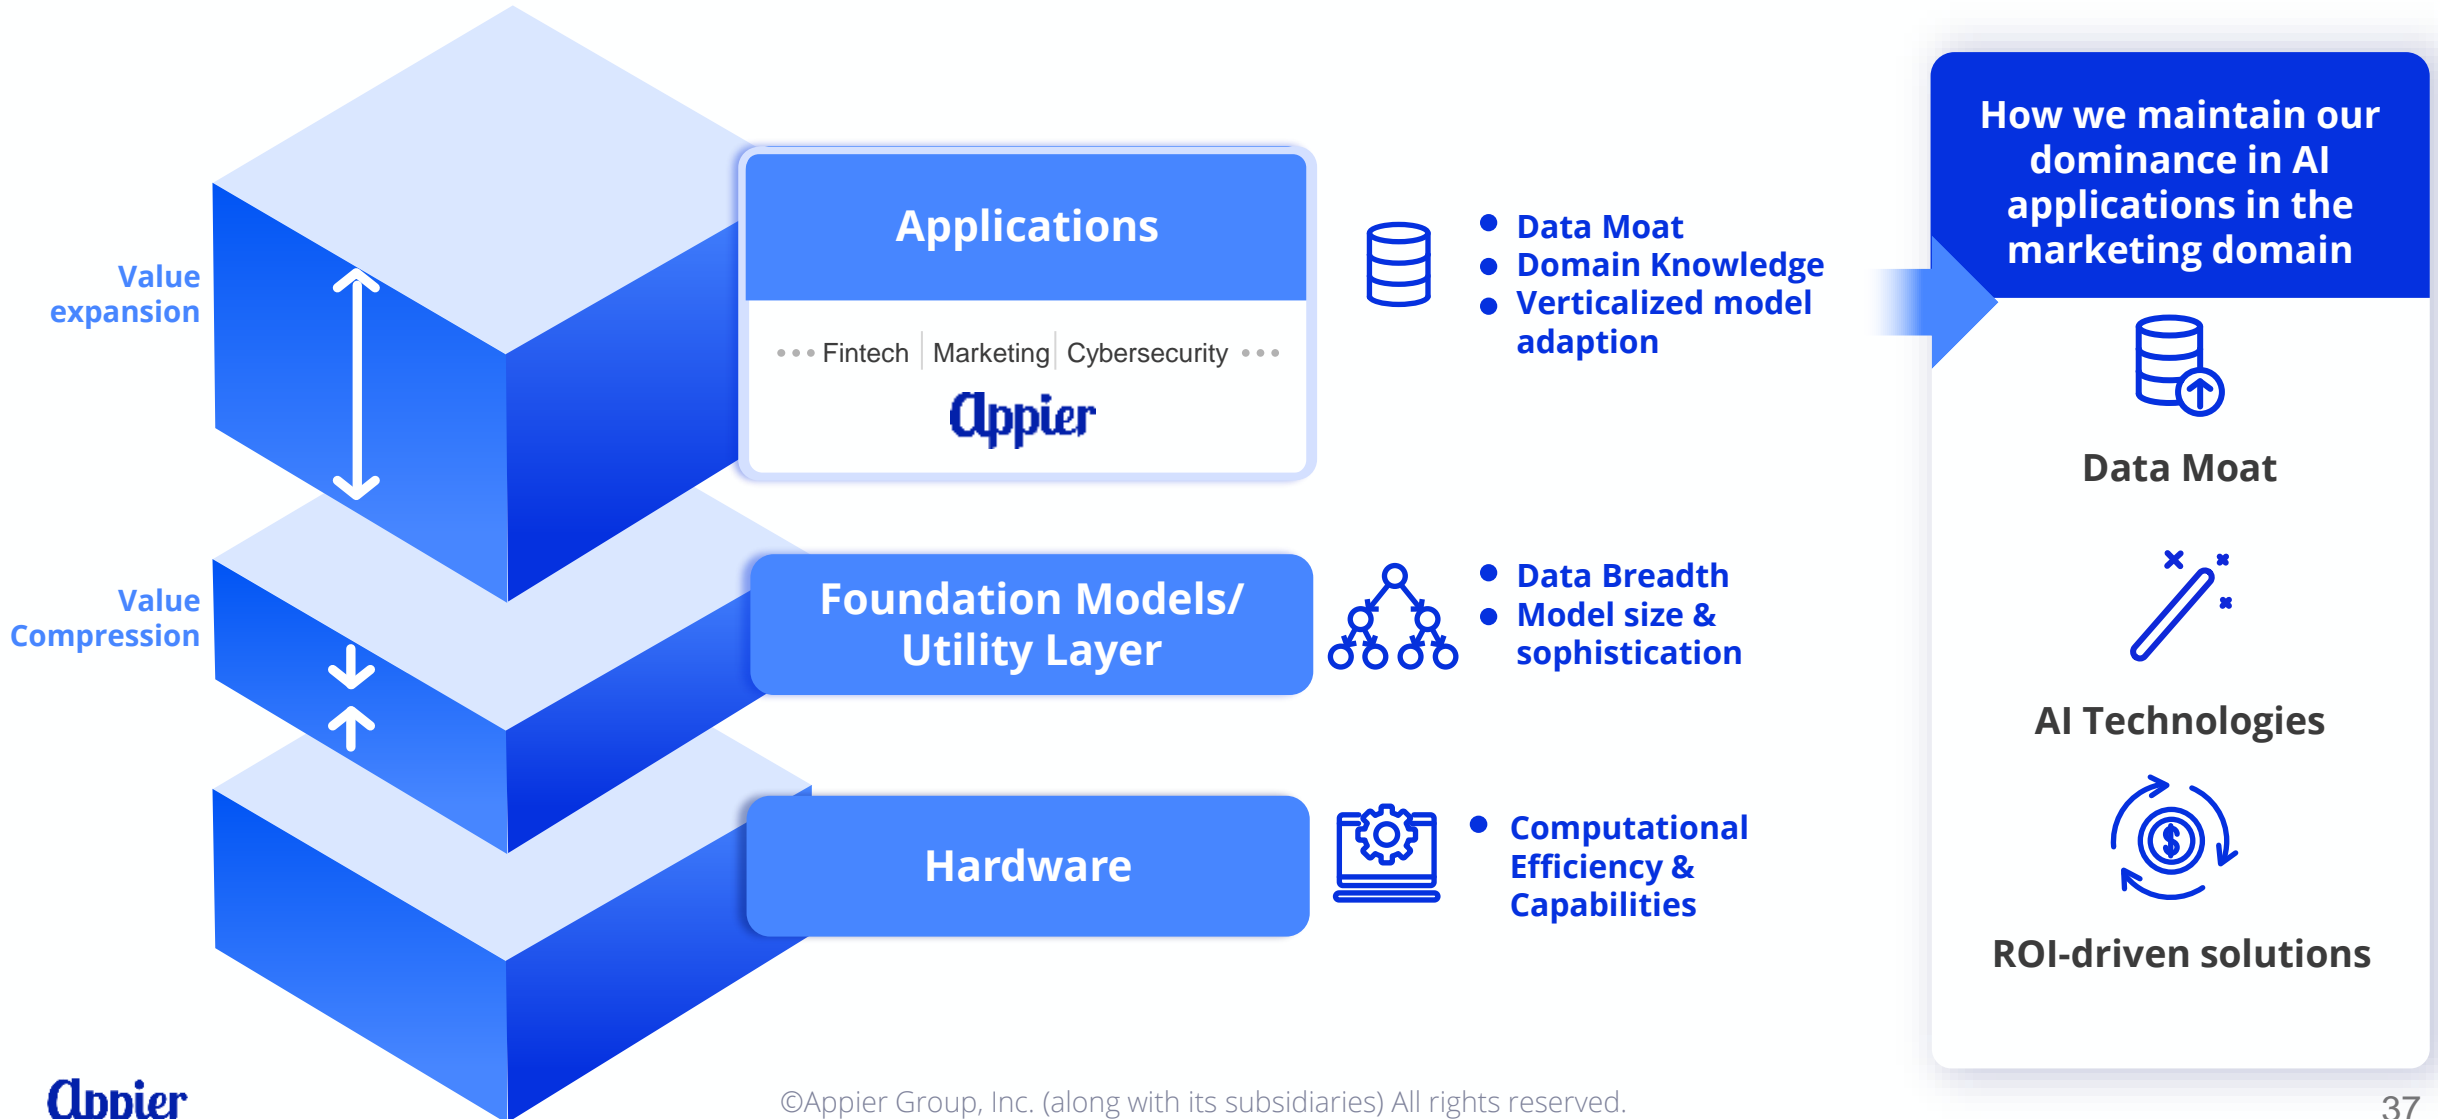 Value
expansion
Applications
Fintech
Marketing
Cybersecurity
Appier
Data Moat
Domain Knowledge
Verticalized model
adaption
Value
Compression
Foundation Models/
Utility Layer
Data Breadth
Model size &
sophistication
Hardware
Computational
Efficiency &
Capabilities
How we maintain our
dominance in AI
applications in the
marketing domain
Data Moat
AI Technologies
$
ROI-driven solutions
Appier
©Appier Group, Inc. (along with its subsidiaries) All rights reserved.
37